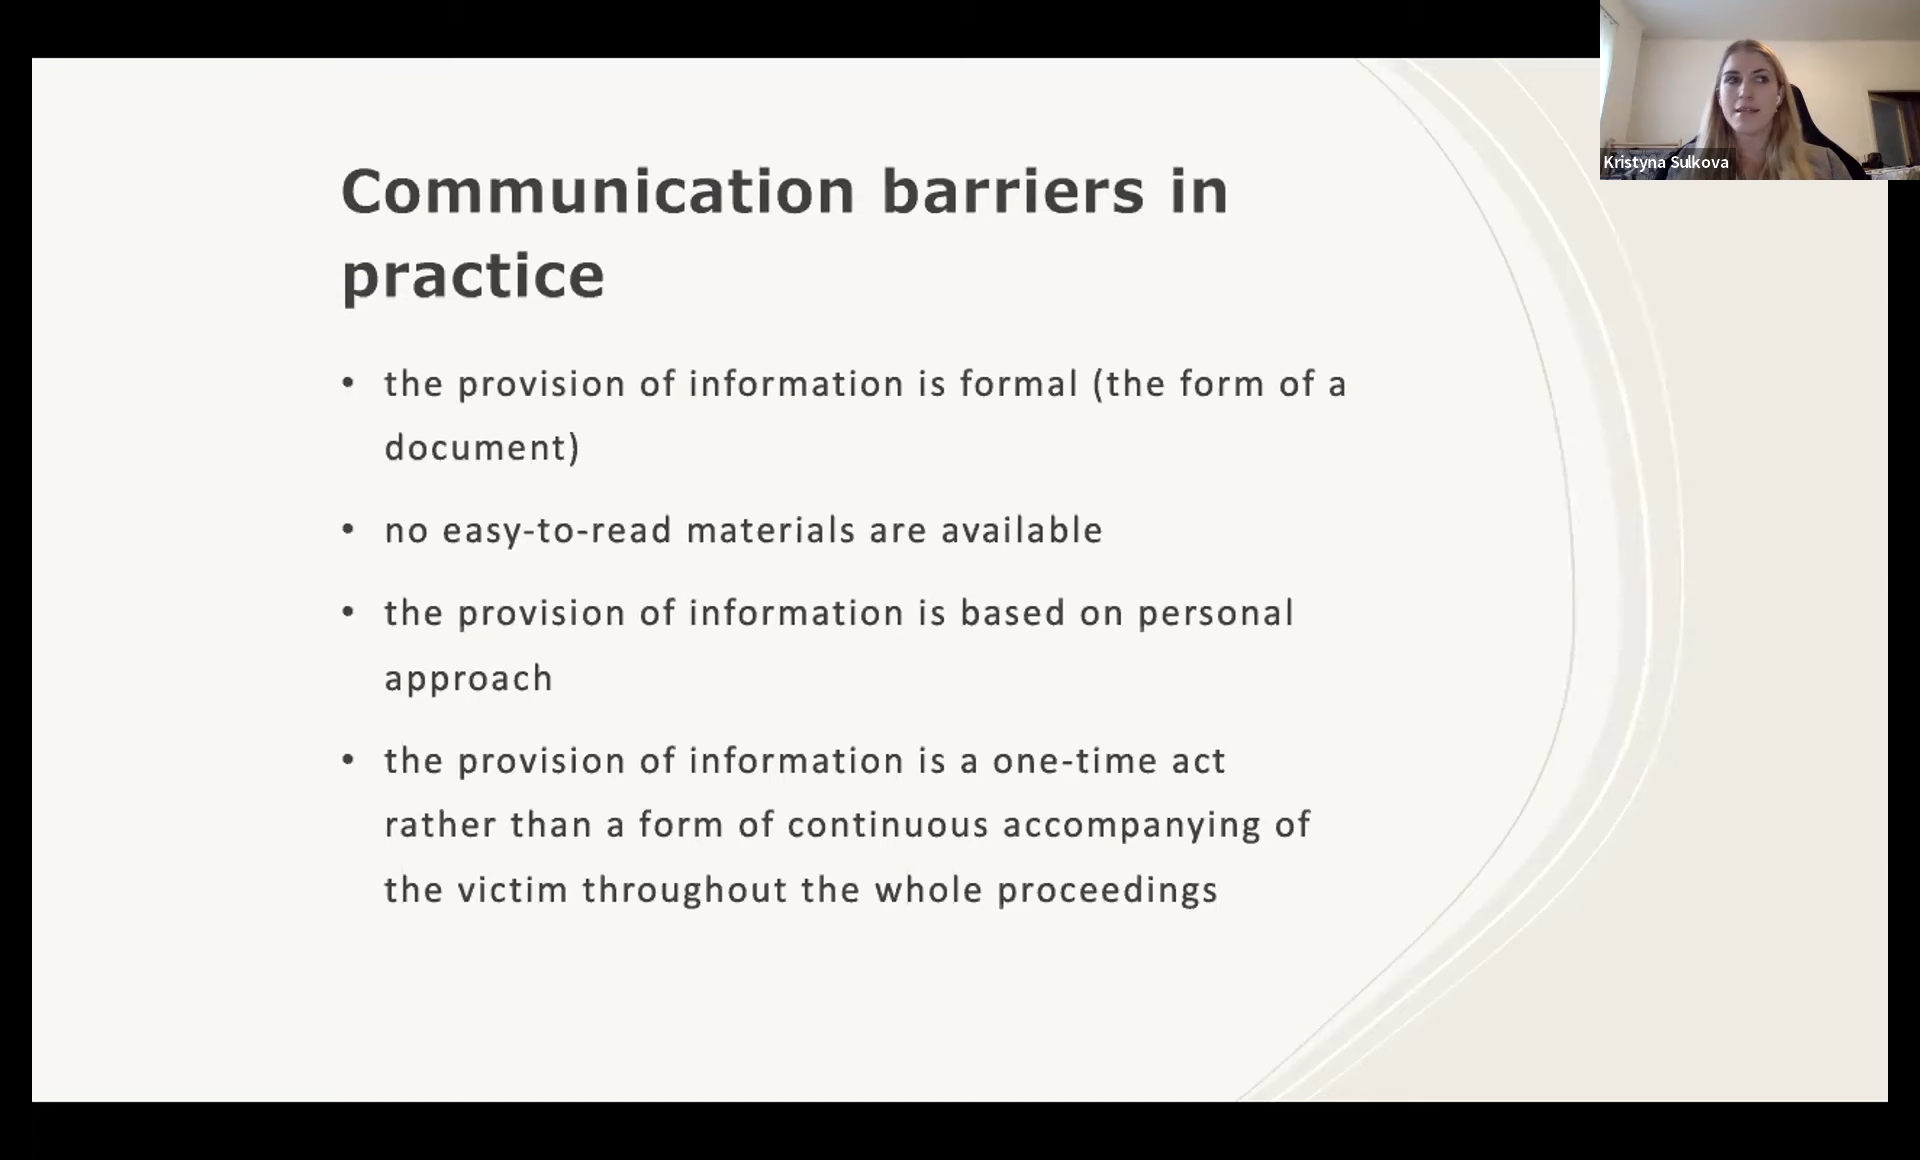 Kristyna Sulkova
Communication barriers in
practice
• the provision of information is formal (the form of a
document)
• no easy-to-read materials are available
• the provision of information is based on personal
approach
• the provision of information is a one-time act
rather than a form of continuous accompanying of
the victim throughout the whole proceedings